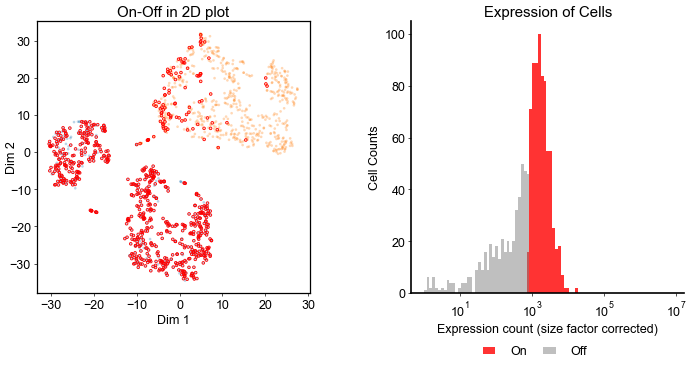 On-Off in 2D plot
Expression of Cells
Dim 2
30
20
10
0
−10
−20
−30
−30 −20 −10 0 10 20 30
Dim 1
Cell Counts
100
80
60
40
20
0
10^1 10^3 10^5 10^7
Expression count (size factor corrected)
On Off